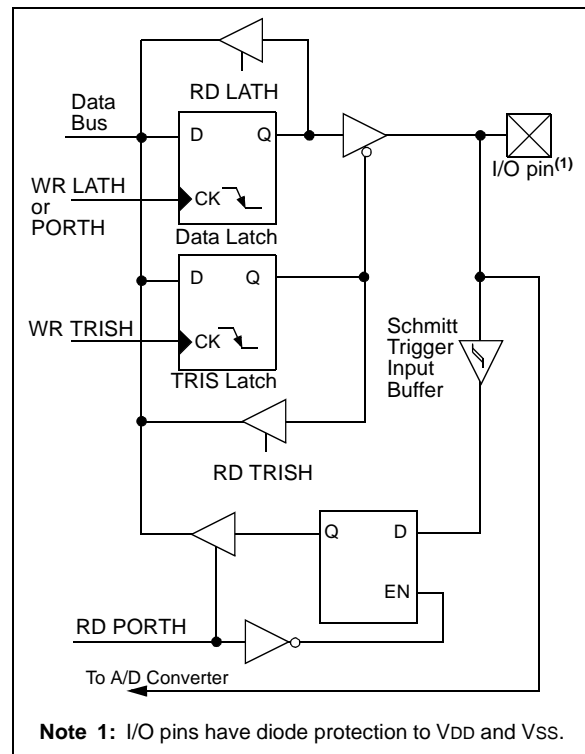 RD LATH
Data
Bus
D
Q
I/O pin(1)
WR LATH
or
PORTH
CK
Data Latch
D
Q
WR TRISH
CK
TRIS Latch
Schmitt
Trigger
Input
Buffer
RD TRISH
Q
D
EN
RD PORTH
To A/D Converter
Note 1: I/O pins have diode protection to VDD and VSS.